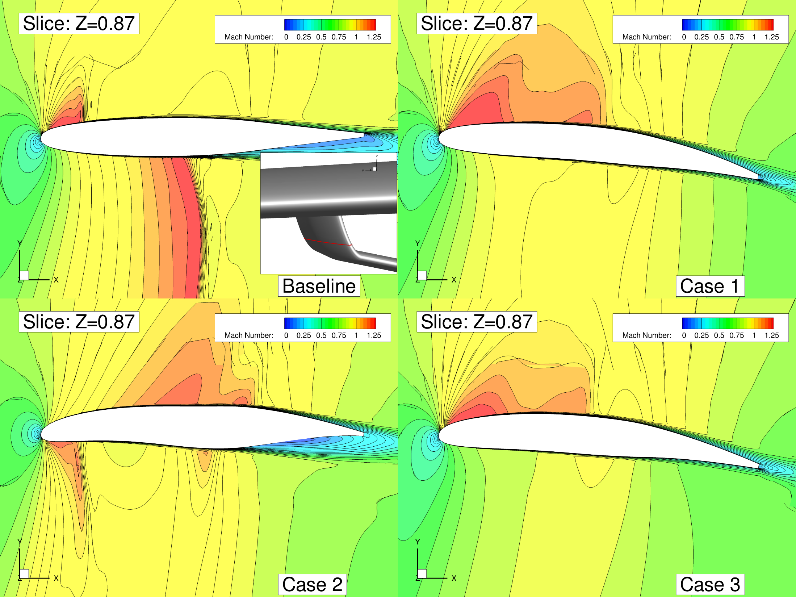 Slice: Z=0.87
Mach Number: 0 0.25 0.5 0.75 1 1.25
Y
X
Baseline
Slice: Z=0.87
Mach Number: 0 0.25 0.5 0.75 1 1.25
Y
X
Case 1
Slice: Z=0.87
Mach Number: 0 0.25 0.5 0.75 1 1.25
Y
X
Case 2
Slice: Z=0.87
Mach Number: 0 0.25 0.5 0.75 1 1.25
Y
X
Case 3